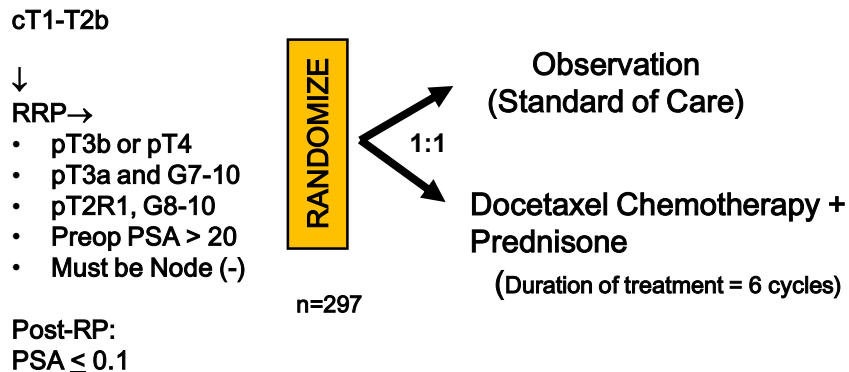 cT1-T2b
↓
RRP→
• pT3b or pT4
• pT3a and G7-10
• pT2R1, G8-10
• Preop PSA > 20
• Must be Node (-)
Post-RP:
PSA ≤ 0.1
RANDOMIZE
n=297
1:1
Observation
(Standard of Care)
Docetaxel Chemotherapy +
Prednisone
(Duration of treatment = 6 cycles)